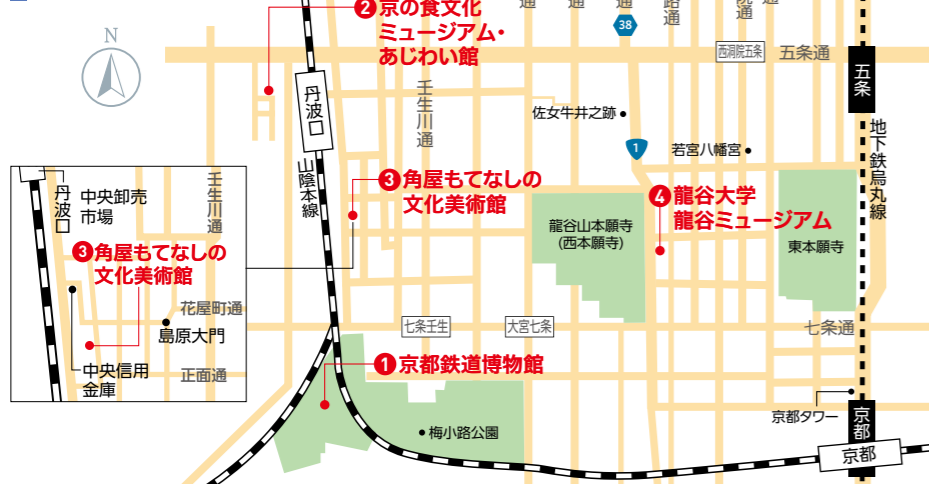 ❷京の食文化
ミュージアム・
あじわい館
通
通
通
路
通
院
通
通
38
西洞院五条
五条通
五条
N
丹波口
壬生川通
佐女牛井之跡
1
若宮八幡宮
地下鉄烏丸線
山陰本線
❸角屋もてなしの
文化美術館
❹龍谷大学
龍谷ミュージアム
龍谷山本願寺
(西本願寺)
東本願寺
丹波口
中央卸売
市場
壬生川通
❸角屋もてなしの
文化美術館
花屋町通
島原大門
中央信用
金庫
正面通
七条壬生
大宮七条
七条通
❶京都鉄道博物館
梅小路公園
京都タワー
京都
京都